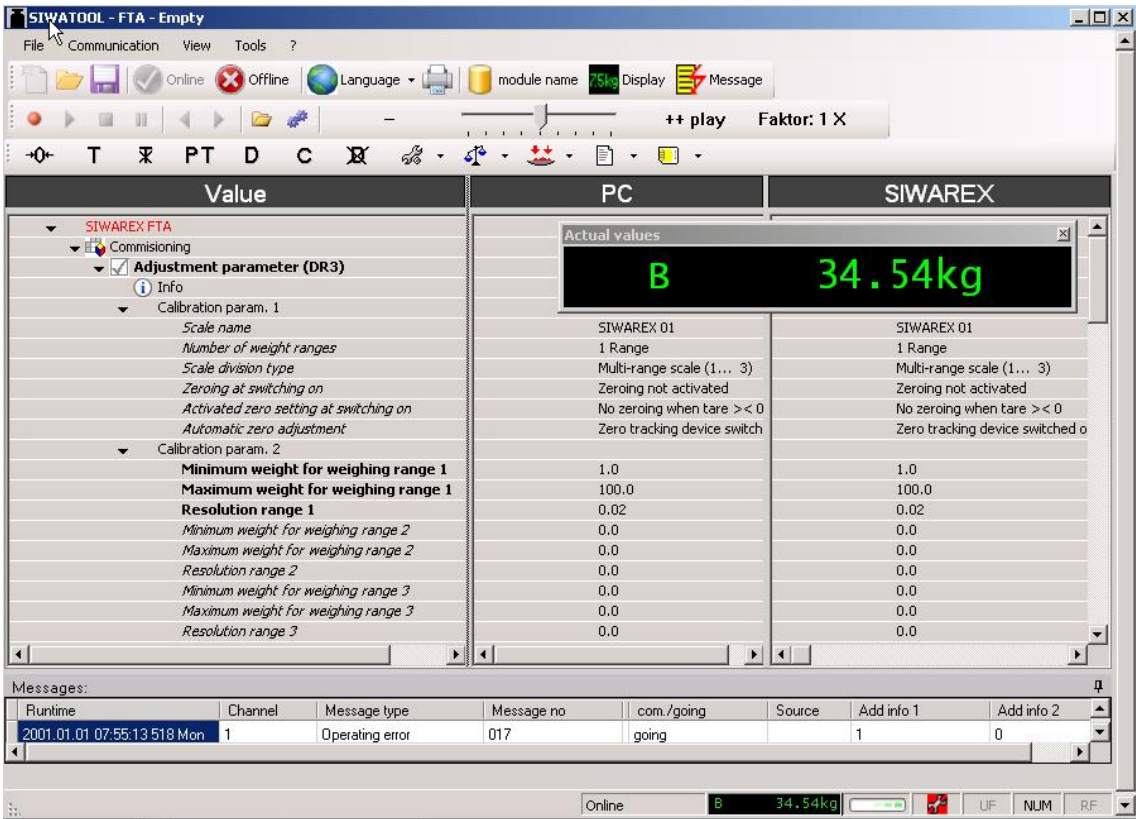 SIWATOOL - FTA - Empty
File Communication View Tools ?
Online Offline Language module name 75kg Display Message
– ++ play Faktor: 1 X
→0← T T PT D C D
Value PC SIWAREX
SIWAREX FTA
Actual values
Commisioning
B 34.54kg
Adjustment parameter (DR3)
i Info
Calibration param. 1
Scale name SIWAREX 01 SIWAREX 01
Number of weight ranges 1 Range 1 Range
Scale division type Multi-range scale (1... 3) Multi-range scale (1... 3)
Zeroing at switching on Zeroing not activated Zeroing not activated
Activated zero setting at switching on No zeroing when tare >< 0 No zeroing when tare >< 0
Automatic zero adjustment Zero tracking device switch Zero tracking device switched o
Calibration param. 2
Minimum weight for weighing range 1 1.0 1.0
Maximum weight for weighing range 1 100.0 100.0
Resolution range 1 0.02 0.02
Minimum weight for weighing range 2 0.0 0.0
Maximum weight for weighing range 2 0.0 0.0
Resolution range 2 0.0 0.0
Minimum weight for weighing range 3 0.0 0.0
Maximum weight for weighing range 3 0.0 0.0
Resolution range 3 0.0 0.0
Messages:
Runtime Channel Message type Message no com./going Source Add info 1 Add info 2
2001.01.01 07:55:13 518 Mon 1 Operating error 017 going 1 0
Online B 34.54kg UF NUM RF